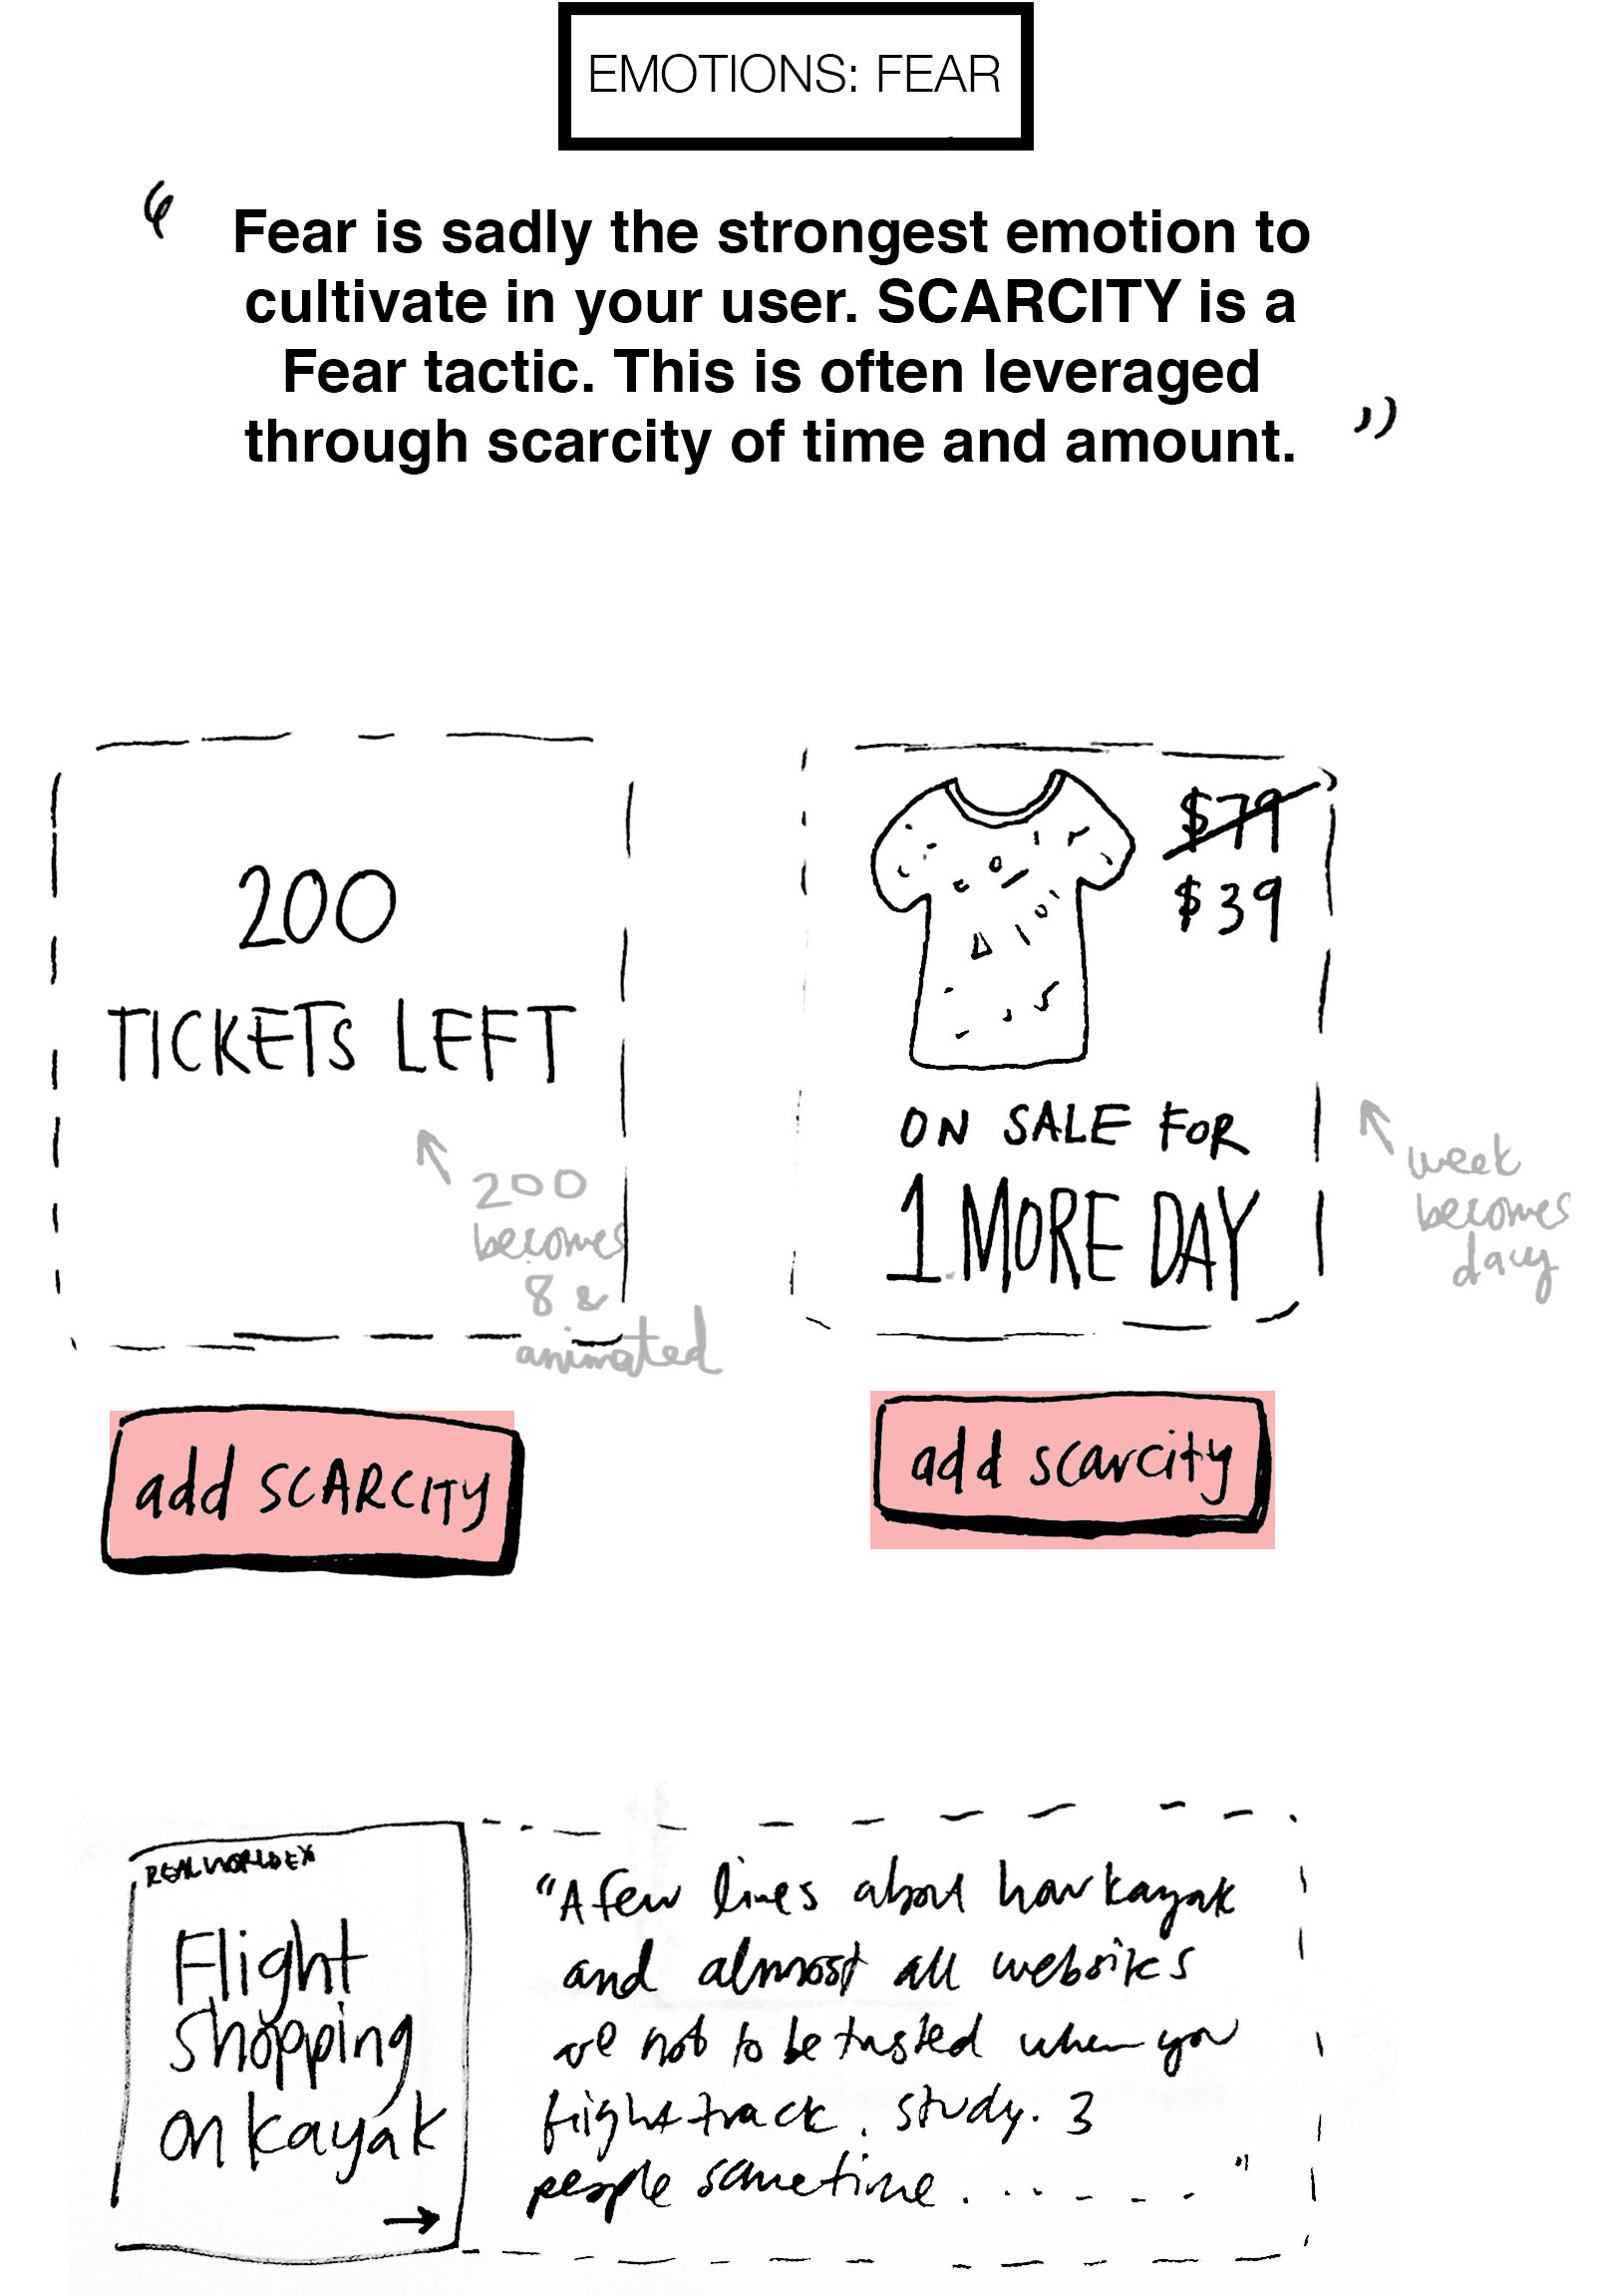 EMOTIONS: FEAR
“ Fear is sadly the strongest emotion to
cultivate in your user. SCARCITY is a
Fear tactic. This is often leveraged
through scarcity of time and amount. ”
200
TICKETS LEFT
200
becomes
8 &
animated
add SCARCITY
$79
$39
ON SALE FOR
1 MORE DAY
week
becomes
day
add scarcity
REAL WORLD EX
Flight
Shopping
on kayak
→
"A few lines about how kayak
and almost all websites
are not to be trusted when you
flight track. study. 3
people same time . . . - - - "